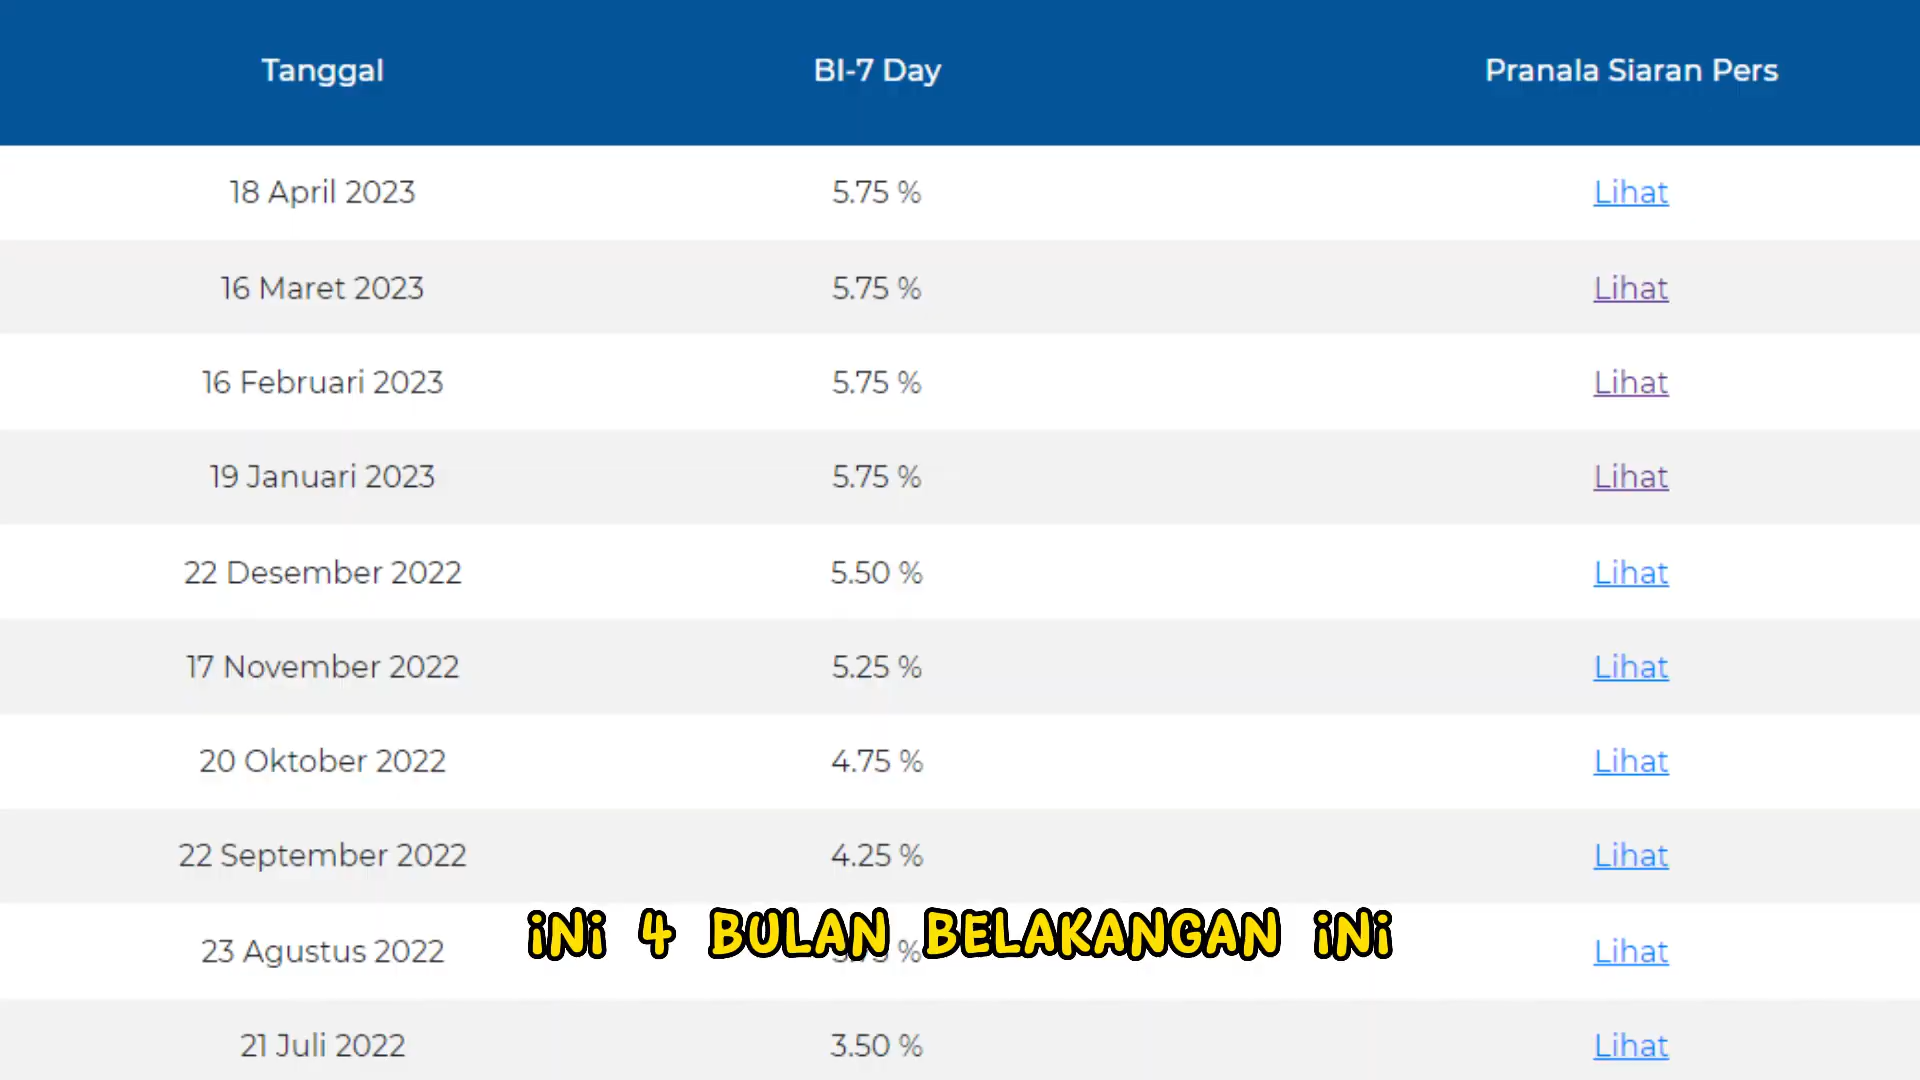 Tanggal BI-7 Day Pranala Siaran Pers
18 April 2023 5.75 % Lihat
16 Maret 2023 5.75 % Lihat
16 Februari 2023 5.75 % Lihat
19 Januari 2023 5.75 % Lihat
22 Desember 2022 5.50 % Lihat
17 November 2022 5.25 % Lihat
20 Oktober 2022 4.75 % Lihat
22 September 2022 4.25 % Lihat
23 Agustus 2022 % Lihat
iNi 4 BULAN BELAKANGAN iNi
21 Juli 2022 3.50 % Lihat